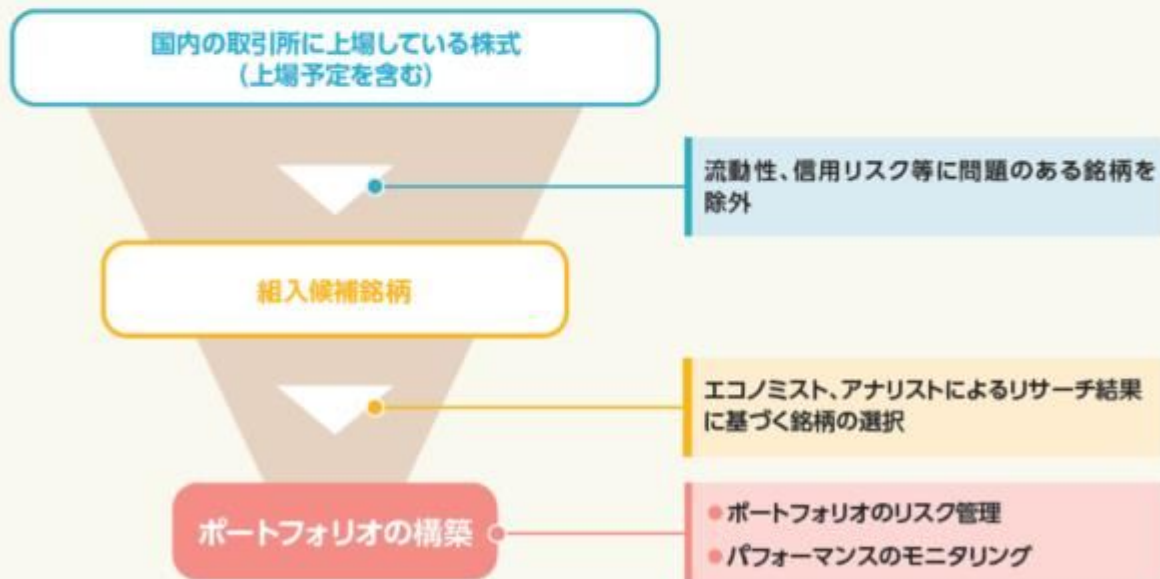 国内の取引所に上場している株式
(上場予定を含む)
流動性、信用リスク等に問題のある銘柄を
除外
組入候補銘柄
エコノミスト、アナリストによるリサーチ結果
に基づく銘柄の選択
ポートフォリオの構築
●ポートフォリオのリスク管理
●パフォーマンスのモニタリング